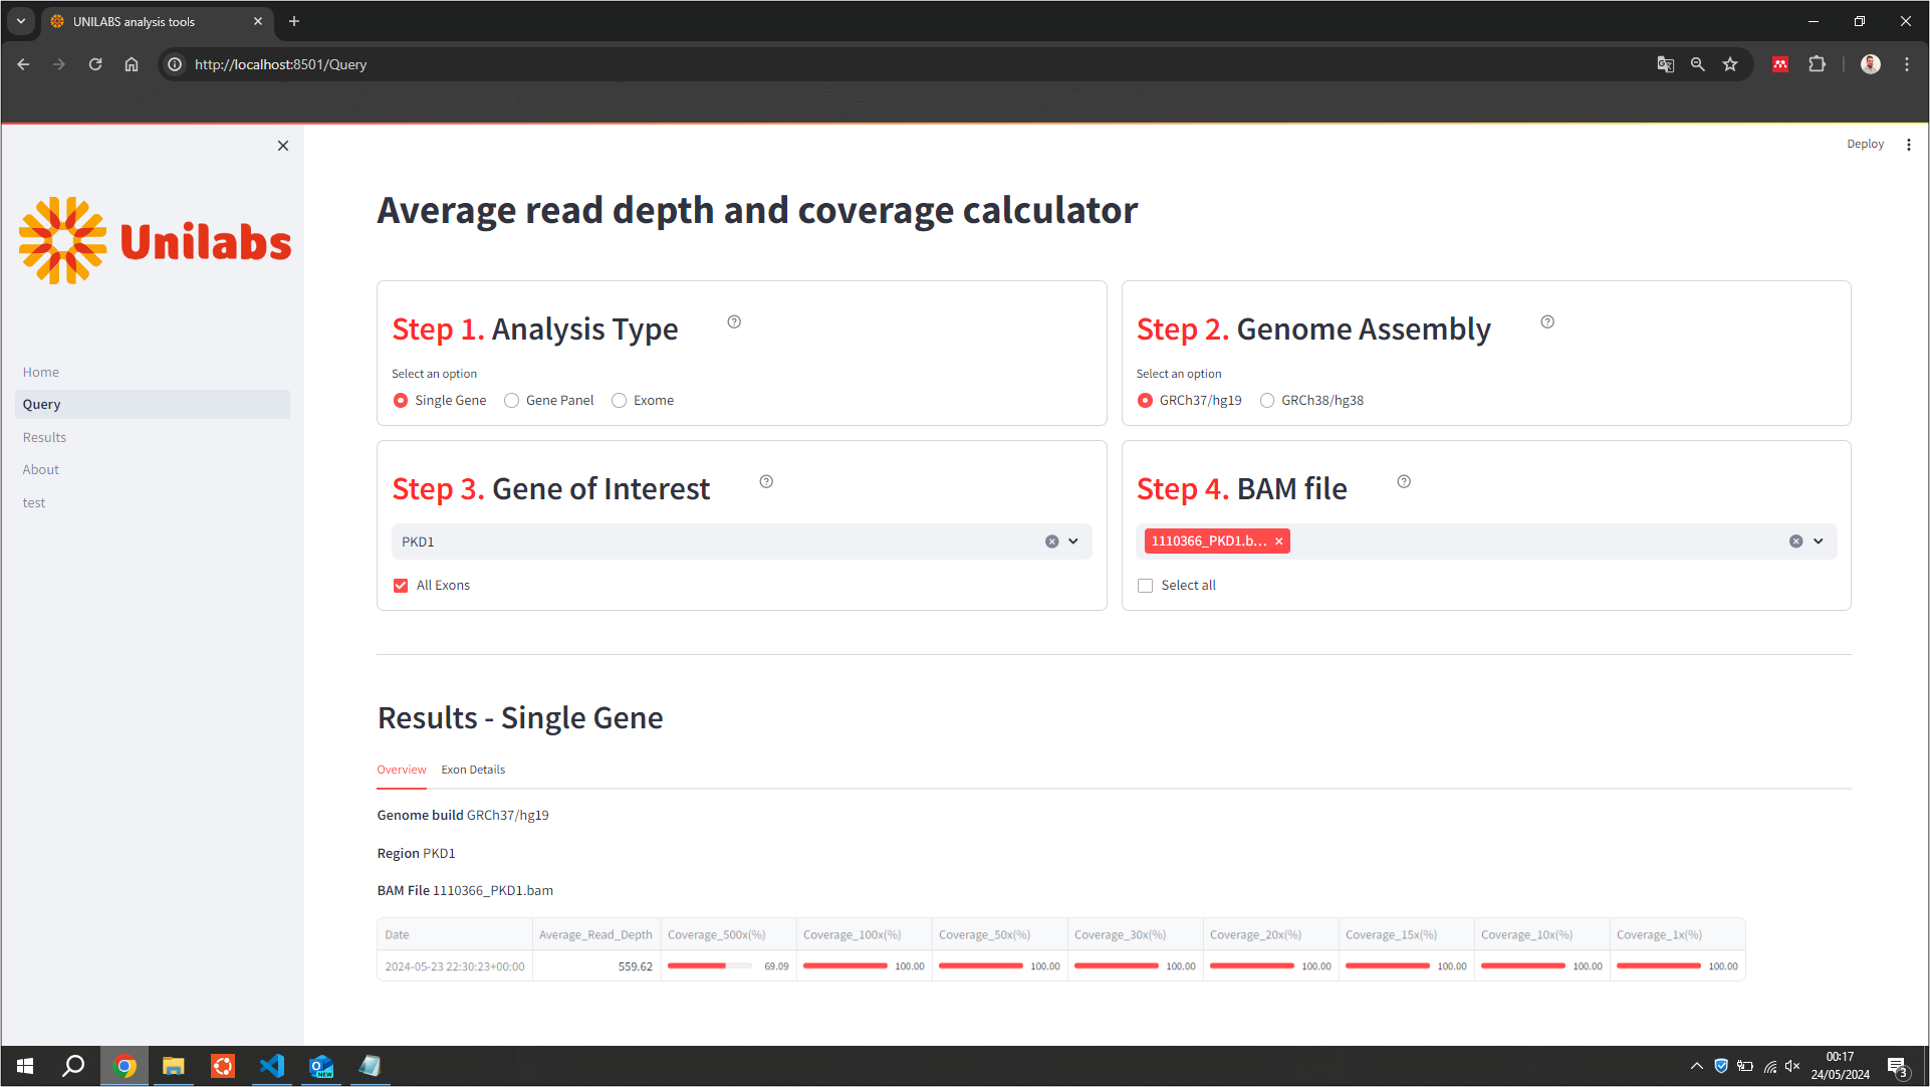 UNILABS analysis tools
http://localhost:8501/Query
Deploy
Unilabs
Home
Query
Results
About
test
Average read depth and coverage calculator
Step 1. Analysis Type
Select an option
Single Gene Gene Panel Exome
Step 2. Genome Assembly
Select an option
GRCh37/hg19 GRCh38/hg38
Step 3. Gene of Interest
PKD1
All Exons
Step 4. BAM file
1110366_PKD1.b...
Select all
Results - Single Gene
Overview Exon Details
Genome build GRCh37/hg19
Region PKD1
BAM File 1110366_PKD1.bam
Date Average_Read_Depth Coverage_500x(%) Coverage_100x(%) Coverage_50x(%) Coverage_30x(%) Coverage_20x(%) Coverage_15x(%) Coverage_10x(%) Coverage_1x(%)
2024-05-23 22:30:23+00:00 559.62 69.09 100.00 100.00 100.00 100.00 100.00 100.00 100.00
NEW
00:17
24/05/2024
3